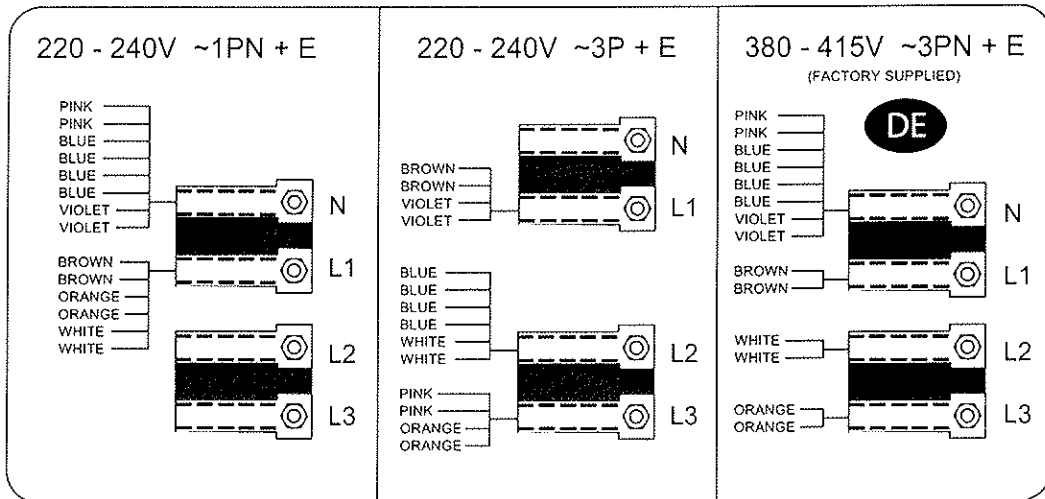 220 - 240V ~1PN + E
PINK
PINK
BLUE
BLUE
BLUE
BLUE
VIOLET
VIOLET
N
BROWN
BROWN
ORANGE
ORANGE
WHITE
WHITE
L1
L2
L3
220 - 240V ~3P + E
N
BROWN
BROWN
VIOLET
VIOLET
L1
BLUE
BLUE
BLUE
BLUE
WHITE
WHITE
L2
PINK
PINK
ORANGE
ORANGE
L3
380 - 415V ~3PN + E
(FACTORY SUPPLIED)
DE
PINK
PINK
BLUE
BLUE
BLUE
BLUE
VIOLET
VIOLET
N
BROWN
BROWN
L1
WHITE
WHITE
L2
ORANGE
ORANGE
L3